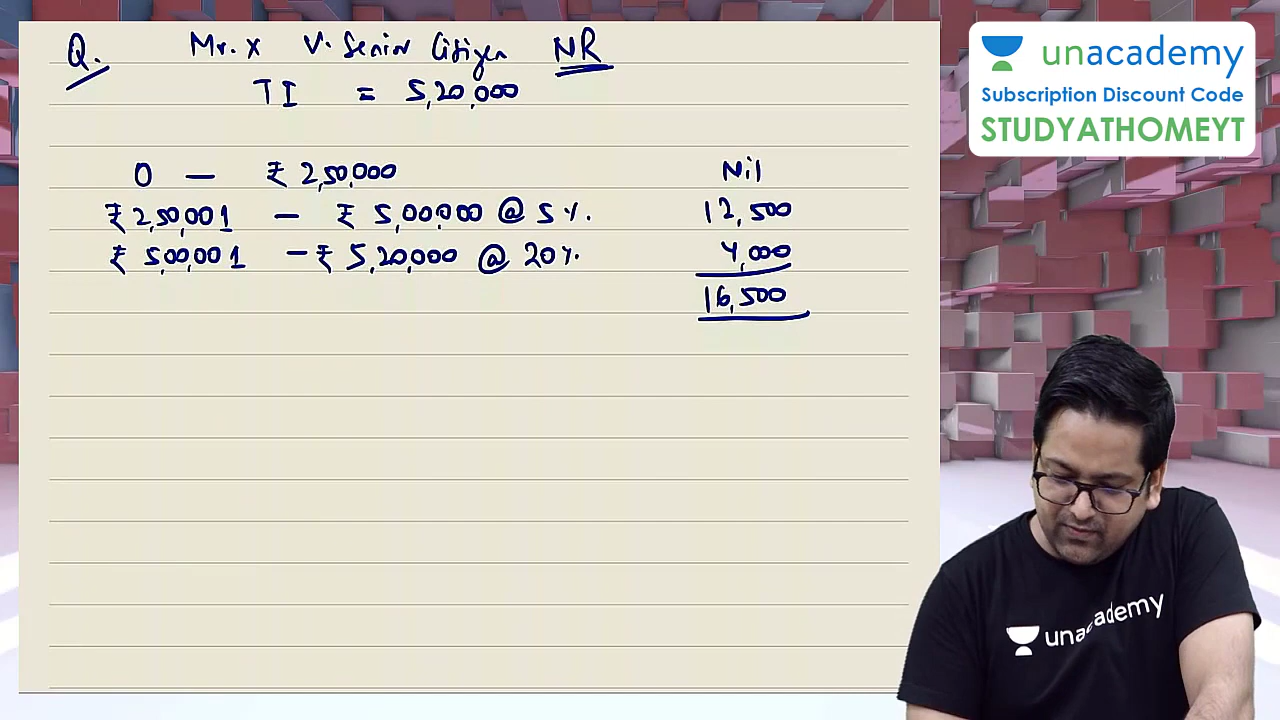 Q. Mr. X V. Senior Citizen NR
TI = 5,20,000
0 — ₹ 2,50,000 Nil
₹ 2,50,001 — ₹ 5,00,000 @ 5%. 12,500
₹ 5,00,001 — ₹ 5,20,000 @ 20%. 4,000
16,500
unacademy
Subscription Discount Code
STUDYATHOMEYT
unacademy